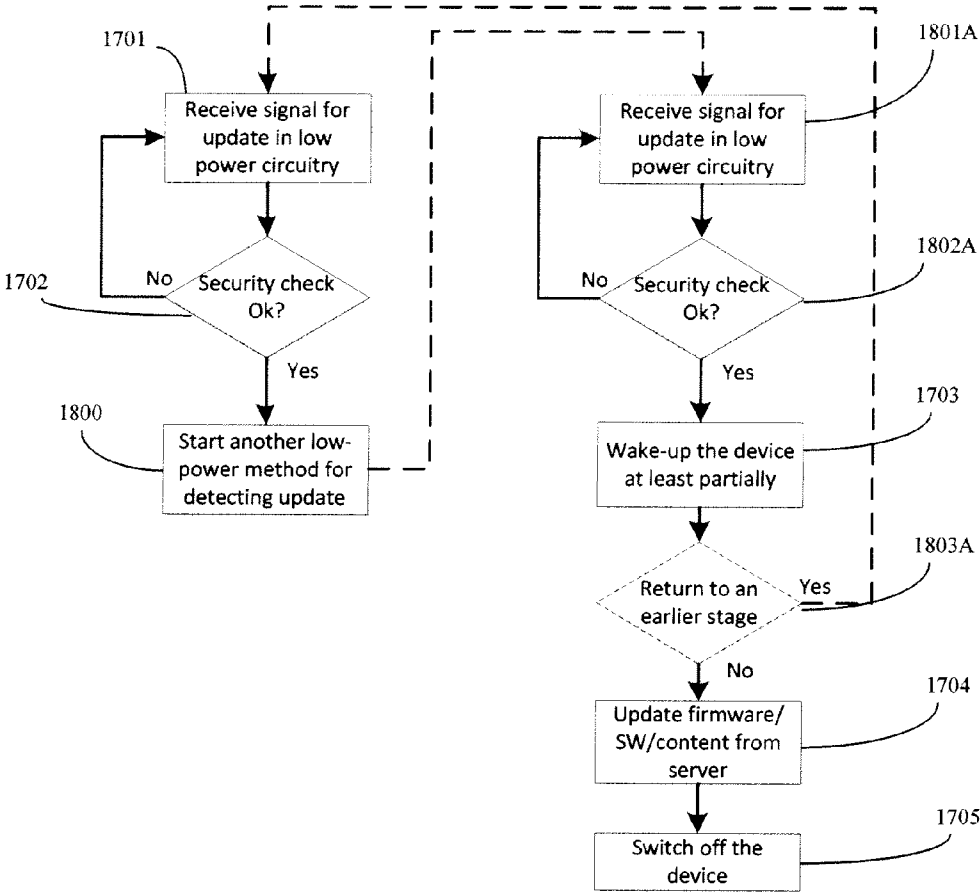 1701
Receive signal for
update in low
power circuitry
No
1702
Security check
Ok?
Yes
1800
Start another low-
power method for
detecting update
1801A
Receive signal for
update in low
power circuitry
1802A
No
Security check
Ok?
Yes
1703
Wake-up the device
at least partially
1803A
Return to an
earlier stage
Yes
No
1704
Update firmware/
SW/content from
server
1705
Switch off the
device